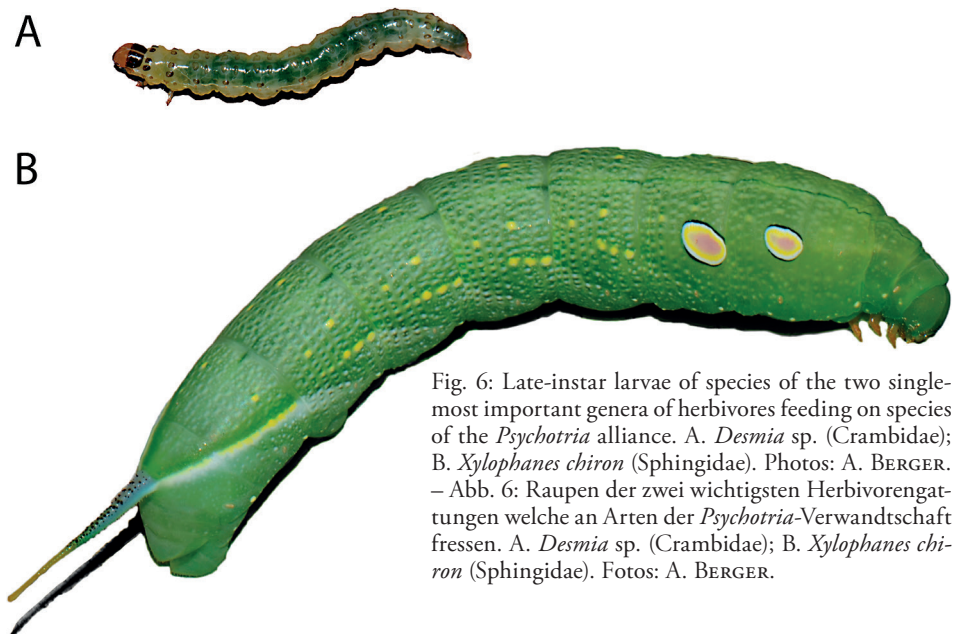 A
B
Fig. 6: Late-instar larvae of species of the two single-
most important genera of herbivores feeding on species
of the Psychotria alliance. A. Desmia sp. (Crambidae);
B. Xylophanes chiron (Sphingidae). Photos: A. BERGER.
– Abb. 6: Raupen der zwei wichtigsten Herbivorengat-
tungen welche an Arten der Psychotria-Verwandtschaft
fressen. A. Desmia sp. (Crambidae); B. Xylophanes chi-
ron (Sphingidae). Fotos: A. BERGER.